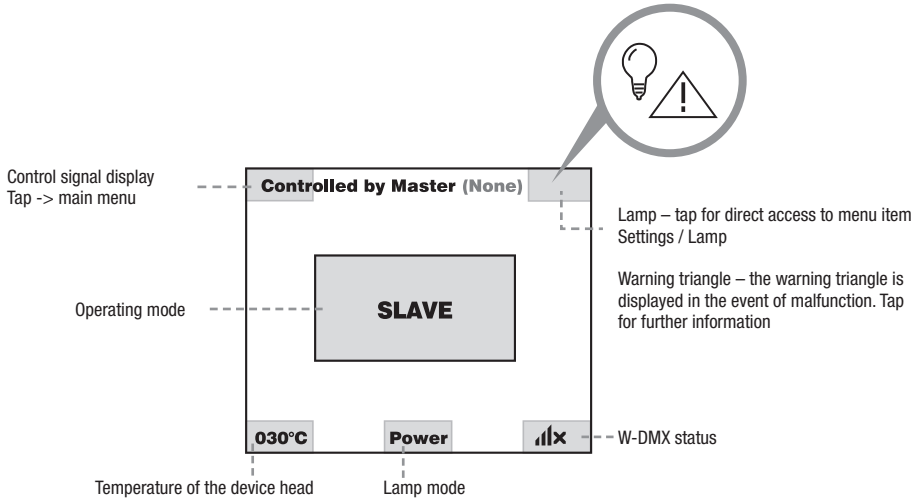 Control signal display
Tap -> main menu
Controlled by Master (None)
Lamp – tap for direct access to menu item
Settings / Lamp
Warning triangle – the warning triangle is
displayed in the event of malfunction. Tap
for further information
Operating mode
SLAVE
030°C
Power
W-DMX status
Temperature of the device head
Lamp mode